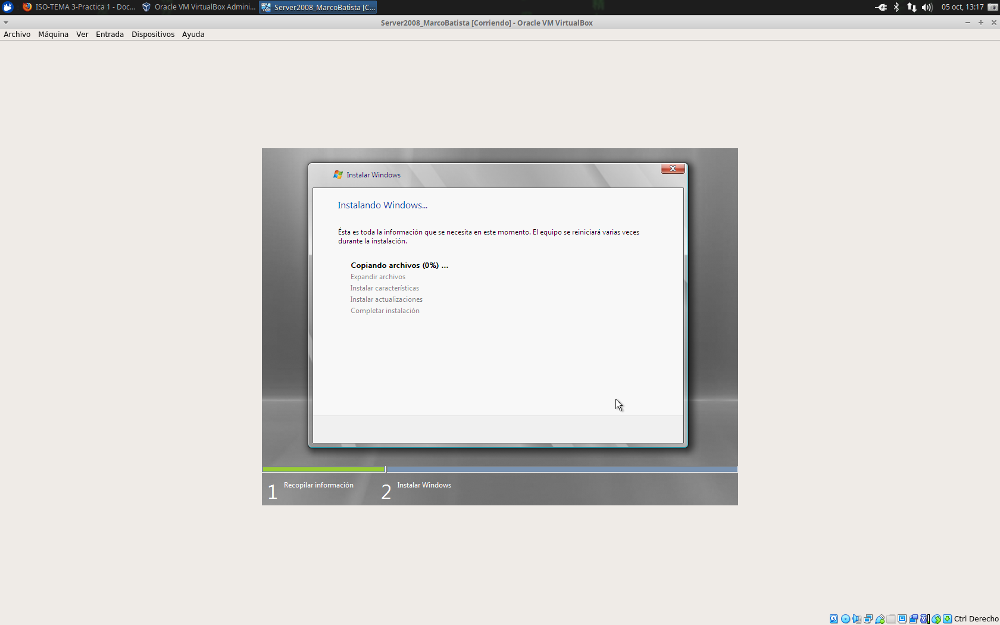 ISO-TEMA 3-Practica 1 - Doc... Oracle VM VirtualBox Admini... Server2008_MarcoBatista [C... 05 oct, 13:17
Server2008_MarcoBatista [Corriendo] - Oracle VM VirtualBox
Archivo Máquina Ver Entrada Dispositivos Ayuda
Instalar Windows
Instalando Windows...
Ésta es toda la información que se necesita en este momento. El equipo se reiniciará varias veces
durante la instalación.
Copiando archivos (0%) ...
Expandir archivos
Instalar características
Instalar actualizaciones
Completar instalación
1 Recopilar información 2 Instalar Windows
Ctrl Derecho